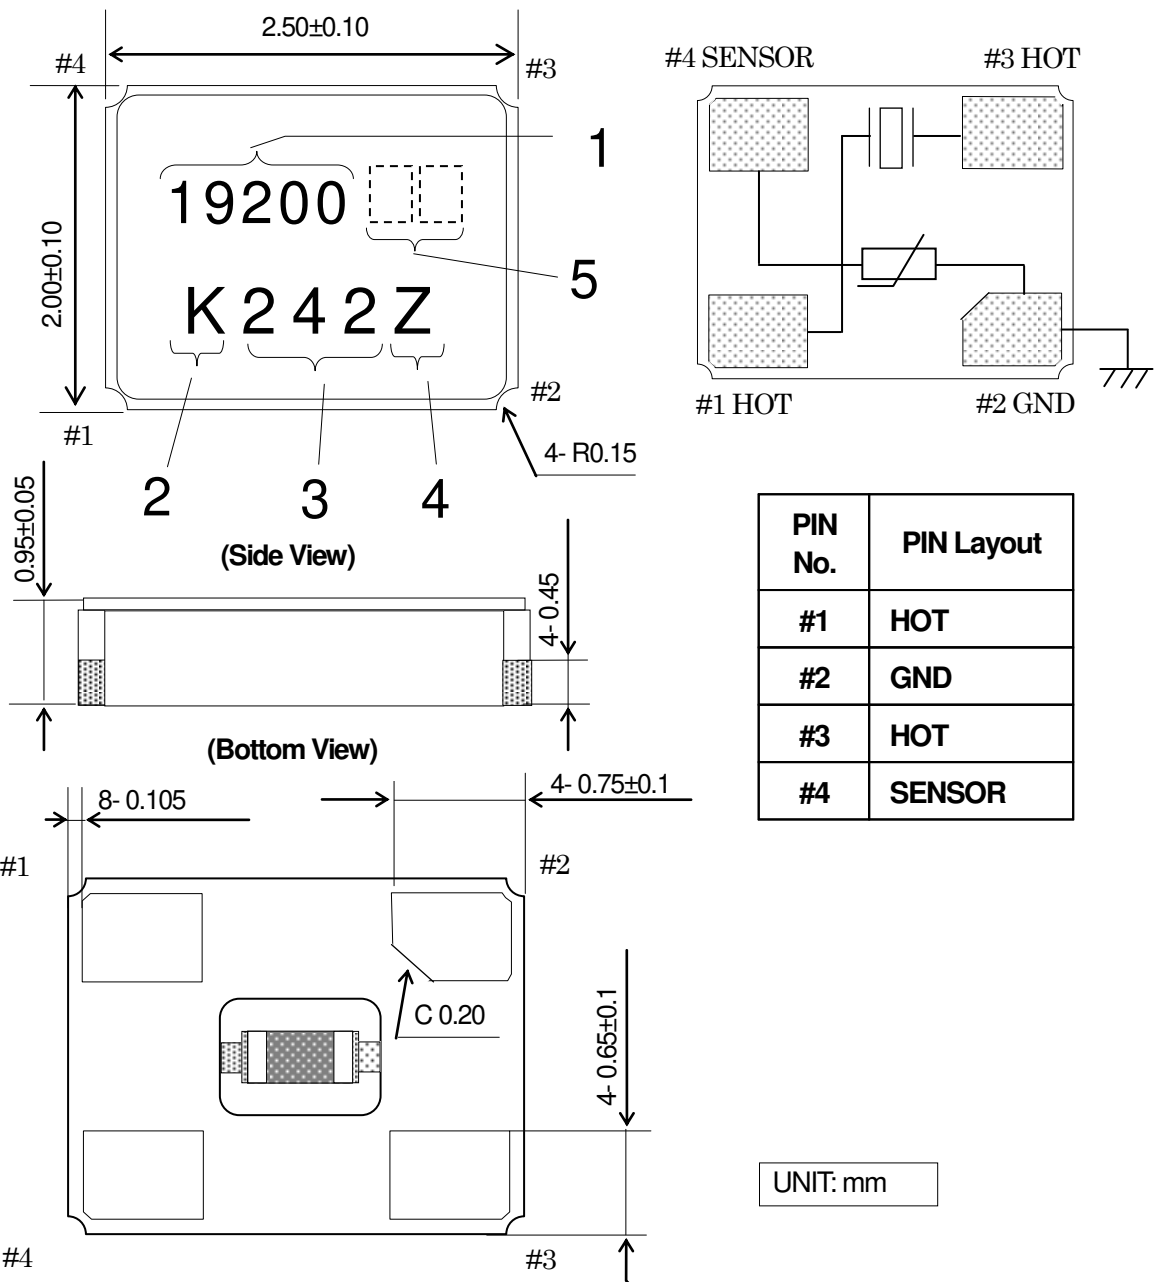 2.50±0.10
#4
#3
2.00±0.10
19200
1
5
K242Z
#2
#1
4- R0.15
2
3
4
#4 SENSOR
#3 HOT
#1 HOT
#2 GND
0.95±0.05
(Side View)
4- 0.45
PIN No.
PIN Layout
#1 HOT
#2 GND
#3 HOT
#4 SENSOR
(Bottom View)
8- 0.105
4- 0.75±0.1
#1
#2
C 0.20
4- 0.65±0.1
#4
#3
UNIT: mm